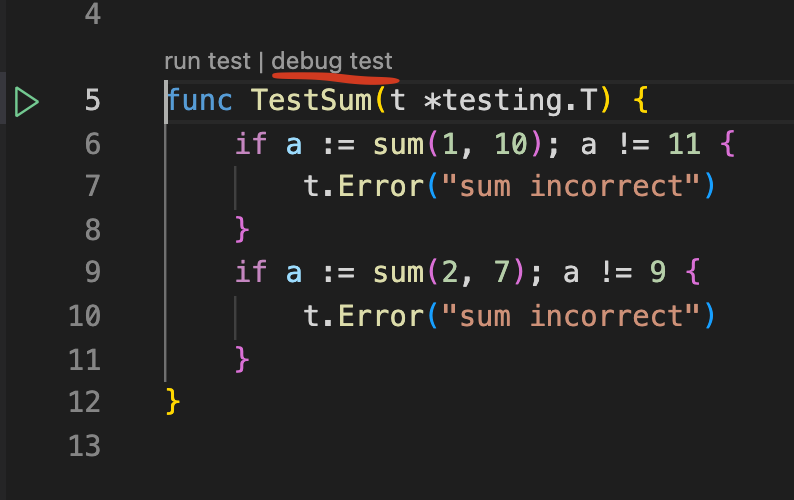 4
run test | debug test
5 func TestSum(t *testing.T) {
6 if a := sum(1, 10); a != 11 {
7 t.Error("sum incorrect")
8 }
9 if a := sum(2, 7); a != 9 {
10 t.Error("sum incorrect")
11 }
12 }
13